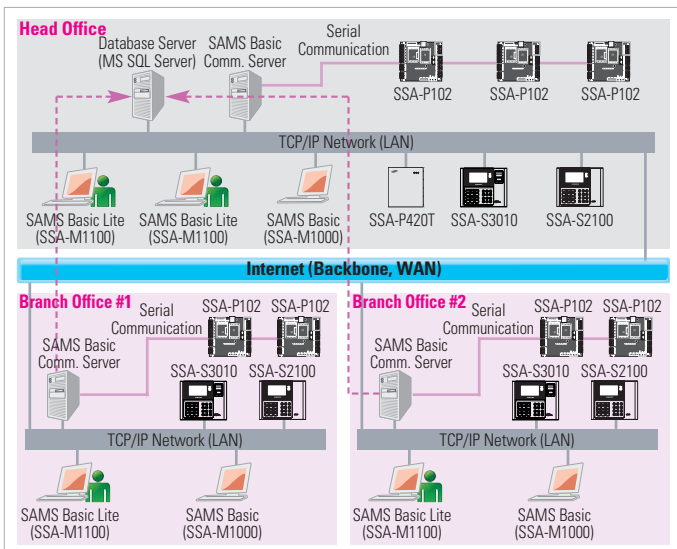 Head Office
Database Server
(MS SQL Server)
SAMS Basic
Comm. Server
Serial
Communication
SSA-P102
SSA-P102
SSA-P102
TCP/IP Network (LAN)
SAMS Basic Lite
(SSA-M1100)
SAMS Basic Lite
(SSA-M1100)
SAMS Basic
(SSA-M1000)
SSA-P420T
SSA-S3010
SSA-S2100
Internet (Backbone, WAN)
Branch Office #1
Serial
Communication
SSA-P102
SSA-P102
SAMS Basic
Comm. Server
SSA-S3010
SSA-S2100
TCP/IP Network (LAN)
SAMS Basic Lite
(SSA-M1100)
SAMS Basic
(SSA-M1000)
Branch Office #2
Serial
Communication
SSA-P102
SSA-P102
SAMS Basic
Comm. Server
SSA-S3010
SSA-S2100
TCP/IP Network (LAN)
SAMS Basic Lite
(SSA-M1100)
SAMS Basic
(SSA-M1000)